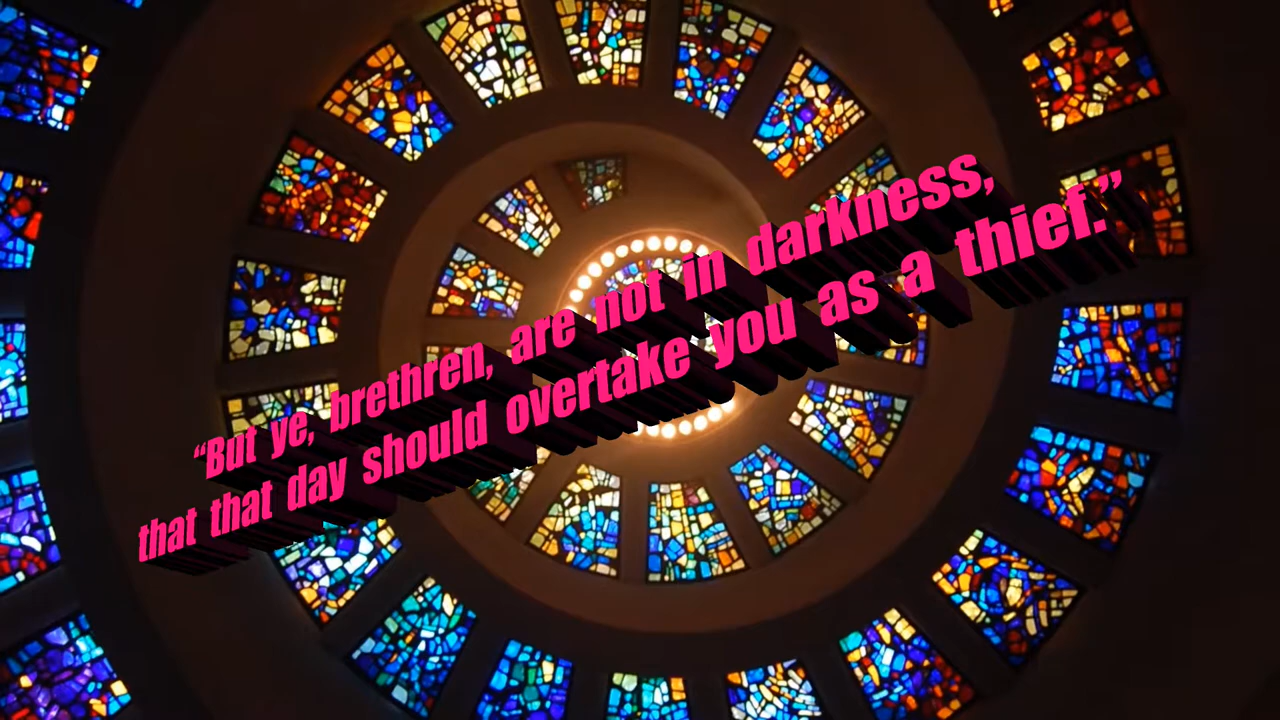 “But ye, brethren, are not in darkness,
that that day should overtake you as a thief.”